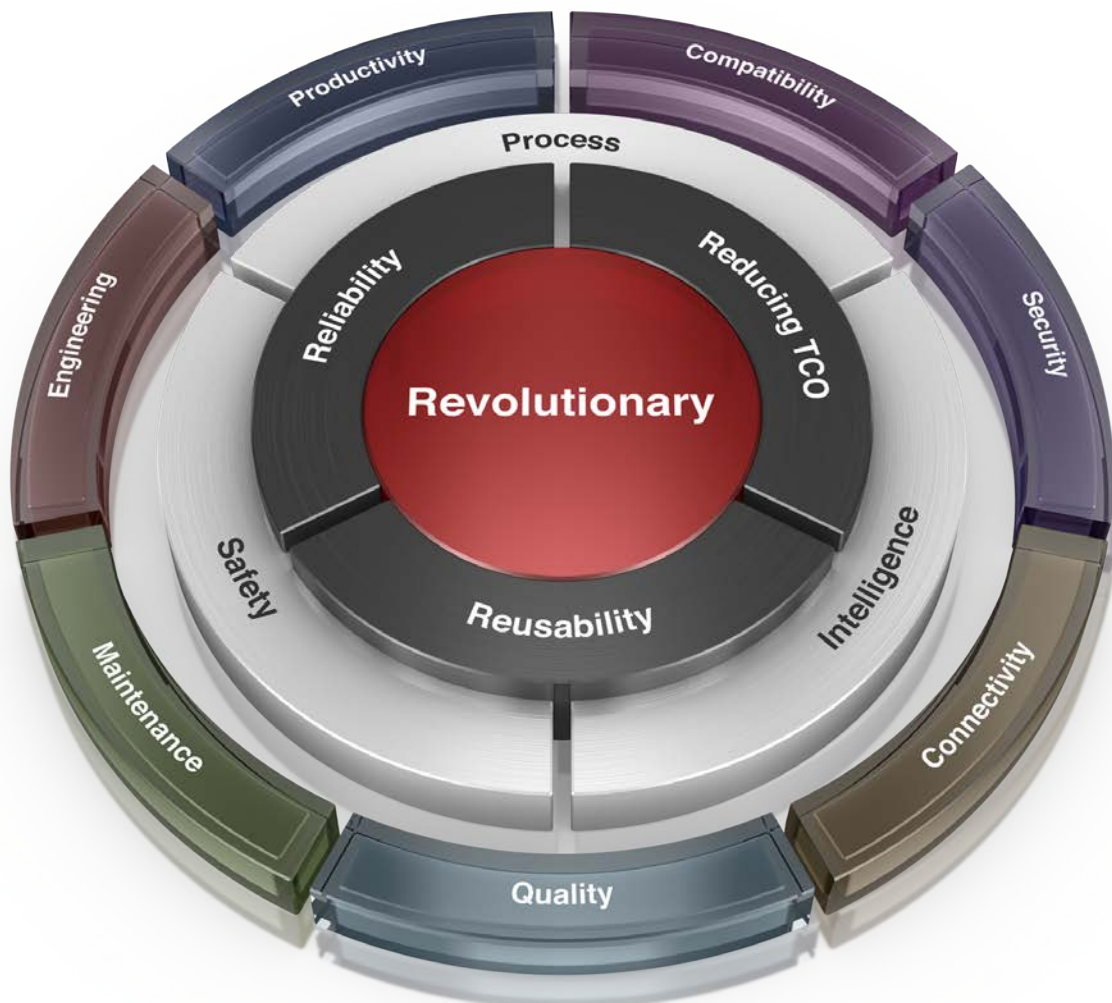 Productivity
Compatibility
Process
Reliability
Reducing TCO
Engineering
Security
Revolutionary
Safety
Intelligence
Reusability
Maintenance
Connectivity
Quality